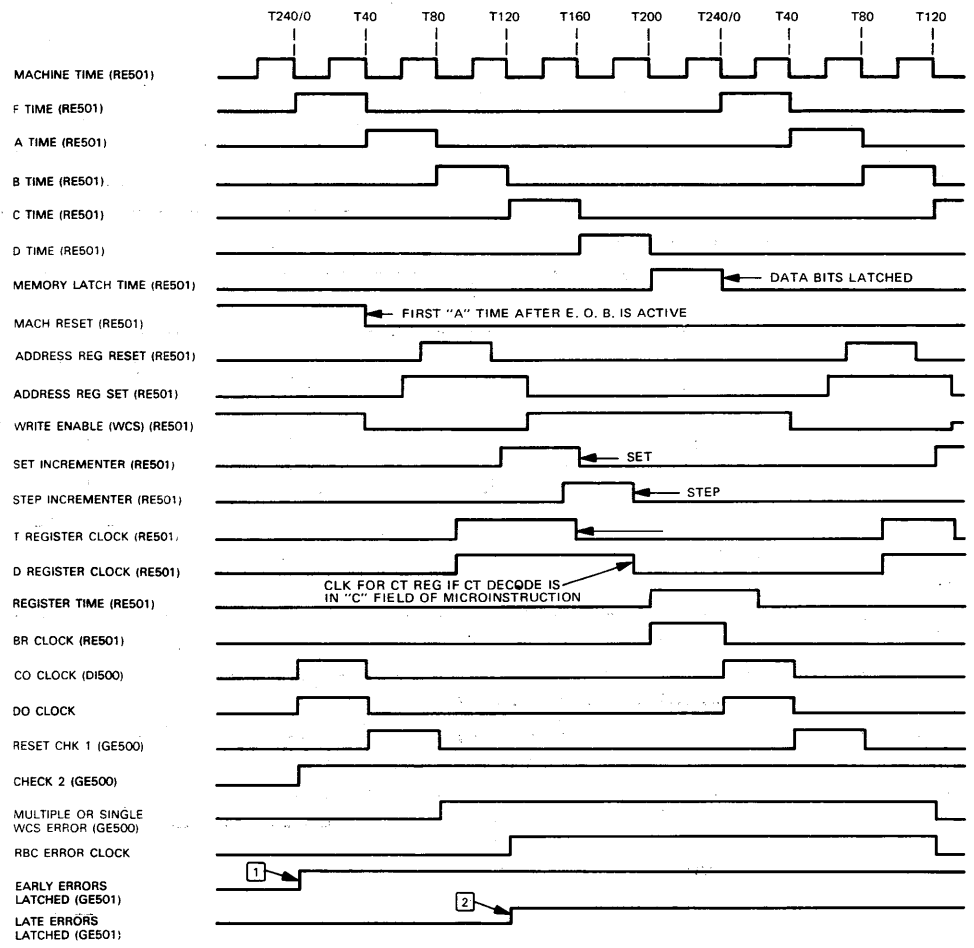 T240/0 T40 T80 T120 T160 T200 T240/0 T40 T80 T120
MACHINE TIME (RE501)
F TIME (RE501)
A TIME (RE501)
B TIME (RE501)
C TIME (RE501)
D TIME (RE501)
MEMORY LATCH TIME (RE501) DATA BITS LATCHED
MACH RESET (RE501) FIRST "A" TIME AFTER E. O. B. IS ACTIVE
ADDRESS REG RESET (RE501)
ADDRESS REG SET (RE501)
WRITE ENABLE (WCS) (RE501)
SET INCREMENTER (RE501) SET
STEP INCREMENTER (RE501) STEP
T REGISTER CLOCK (RE501)
D REGISTER CLOCK (RE501)
CLK FOR CT REG IF CT DECODE IS
IN "C" FIELD OF MICROINSTRUCTION
REGISTER TIME (RE501)
BR CLOCK (RE501)
CO CLOCK (DI500)
DO CLOCK
RESET CHK 1 (GE500)
CHECK 2 (GE500)
MULTIPLE OR SINGLE
WCS ERROR (GE500)
RBC ERROR CLOCK
1
EARLY ERRORS
LATCHED (GE501)
2
LATE ERRORS
LATCHED (GE501)